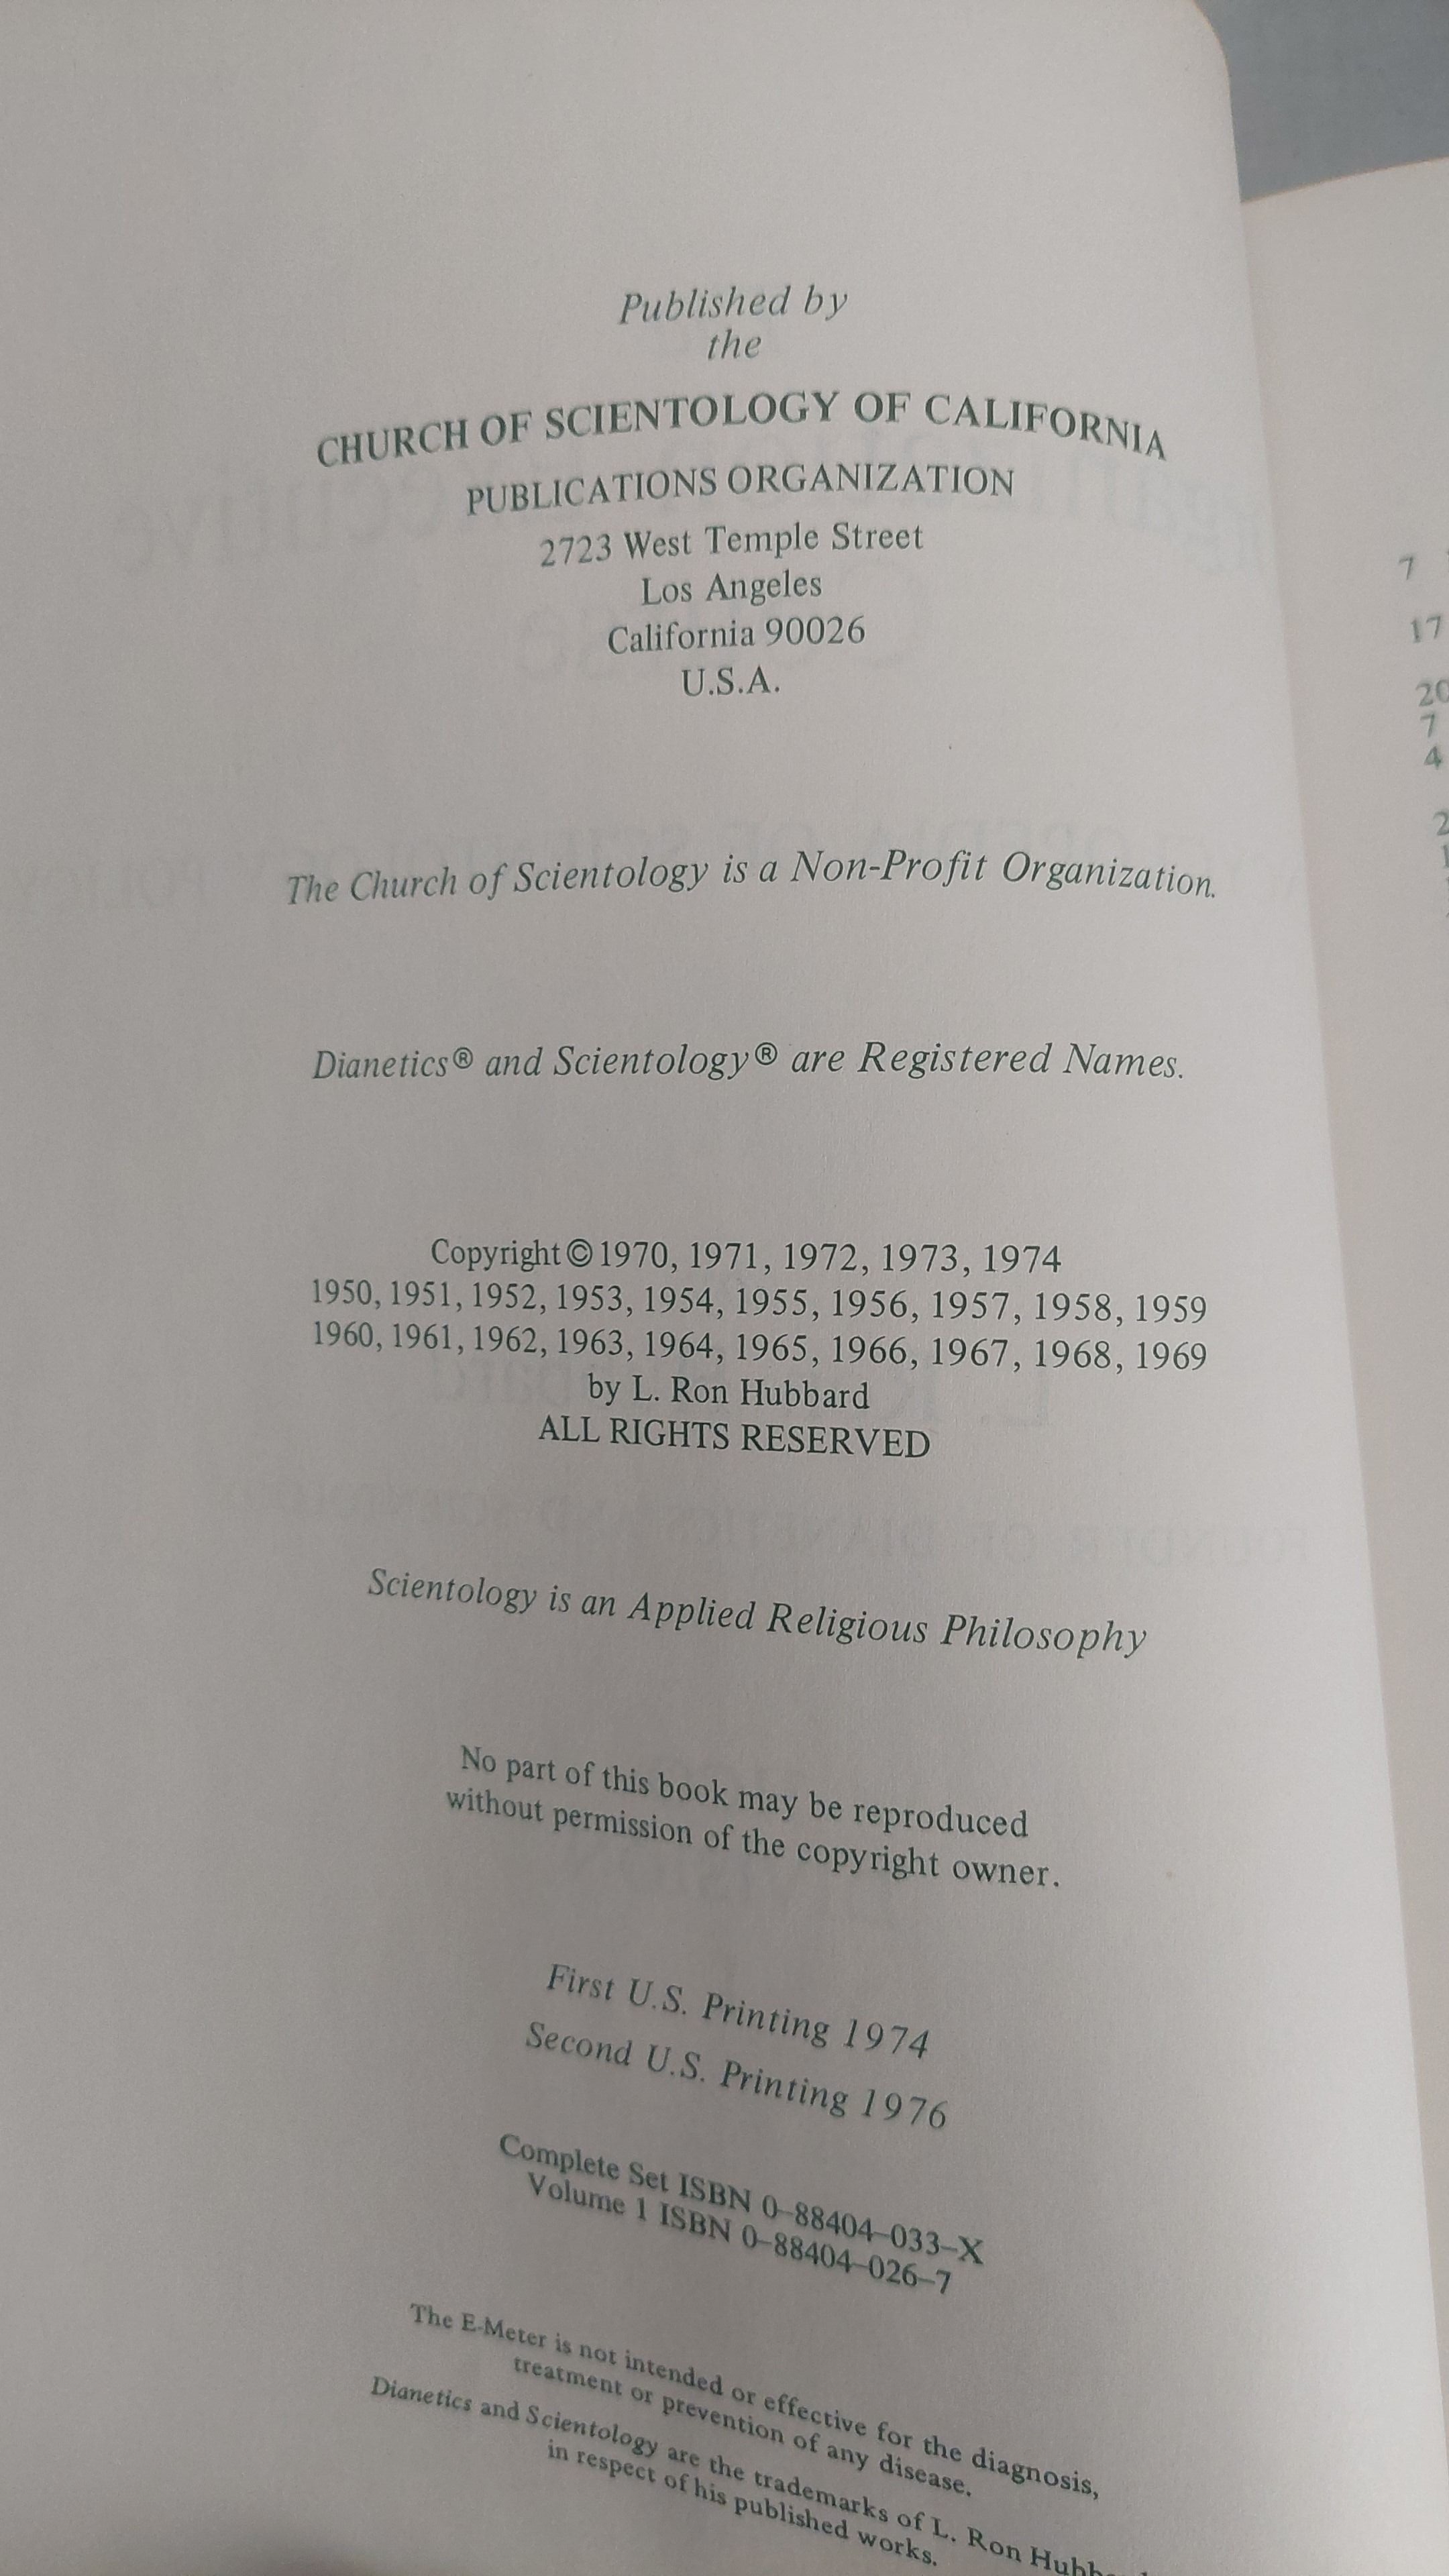 Published by
the
CHURCH OF SCIENTOLOGY OF CALIFORNIA
PUBLICATIONS ORGANIZATION
2723 West Temple Street
Los Angeles
California 90026
U.S.A.
The Church of Scientology is a Non-Profit Organization.
Dianetics® and Scientology® are Registered Names.
Copyright © 1970, 1971, 1972, 1973, 1974
1950, 1951, 1952, 1953, 1954, 1955, 1956, 1957, 1958, 1959
1960, 1961, 1962, 1963, 1964, 1965, 1966, 1967, 1968, 1969
by L. Ron Hubbard
ALL RIGHTS RESERVED
Scientology is an Applied Religious Philosophy
No part of this book may be reproduced
without permission of the copyright owner.
First U.S. Printing 1974
Second U.S. Printing 1976
Complete Set ISBN 0–88404–033–X
Volume 1 ISBN 0–88404–026–7
The E-Meter is not intended or effective for the diagnosis,
treatment or prevention of any disease.
Dianetics and Scientology are the trademarks of L. Ron
in respect of his published works.
7
17
20
7
4
2